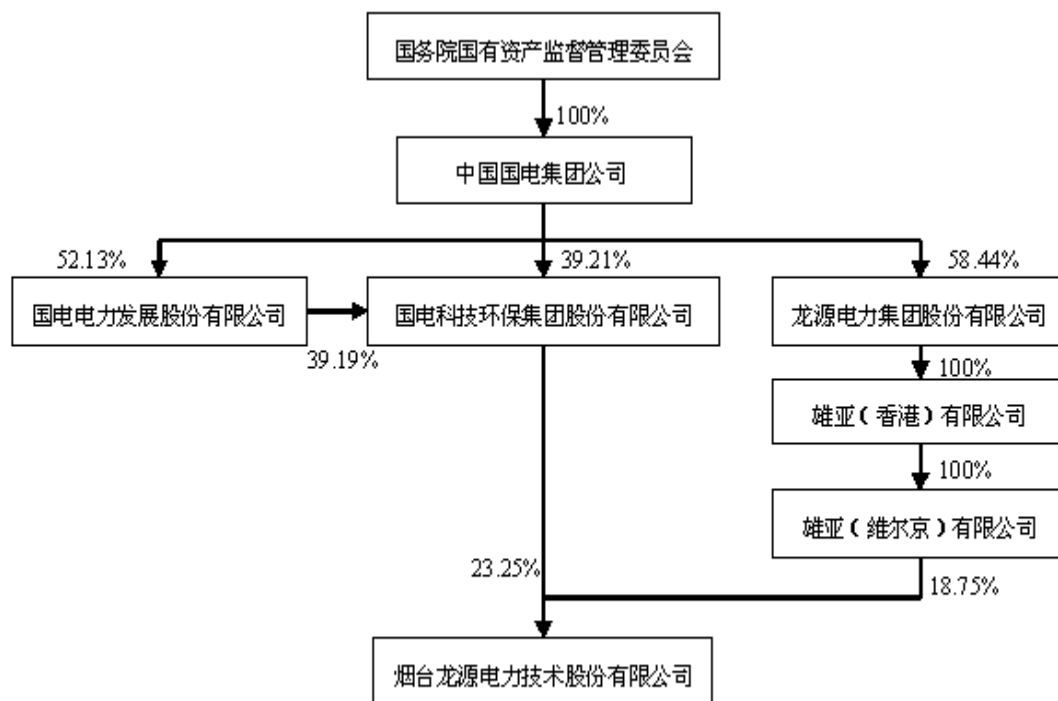 国务院国有资产监督管理委员会
100%
中国国电集团公司
52.13%
39.21%
58.44%
国电电力发展股份有限公司
国电科技环保集团股份有限公司
龙源电力集团股份有限公司
39.19%
100%
雄亚（香港）有限公司
100%
雄亚（维尔京）有限公司
23.25%
18.75%
烟台龙源电力技术股份有限公司